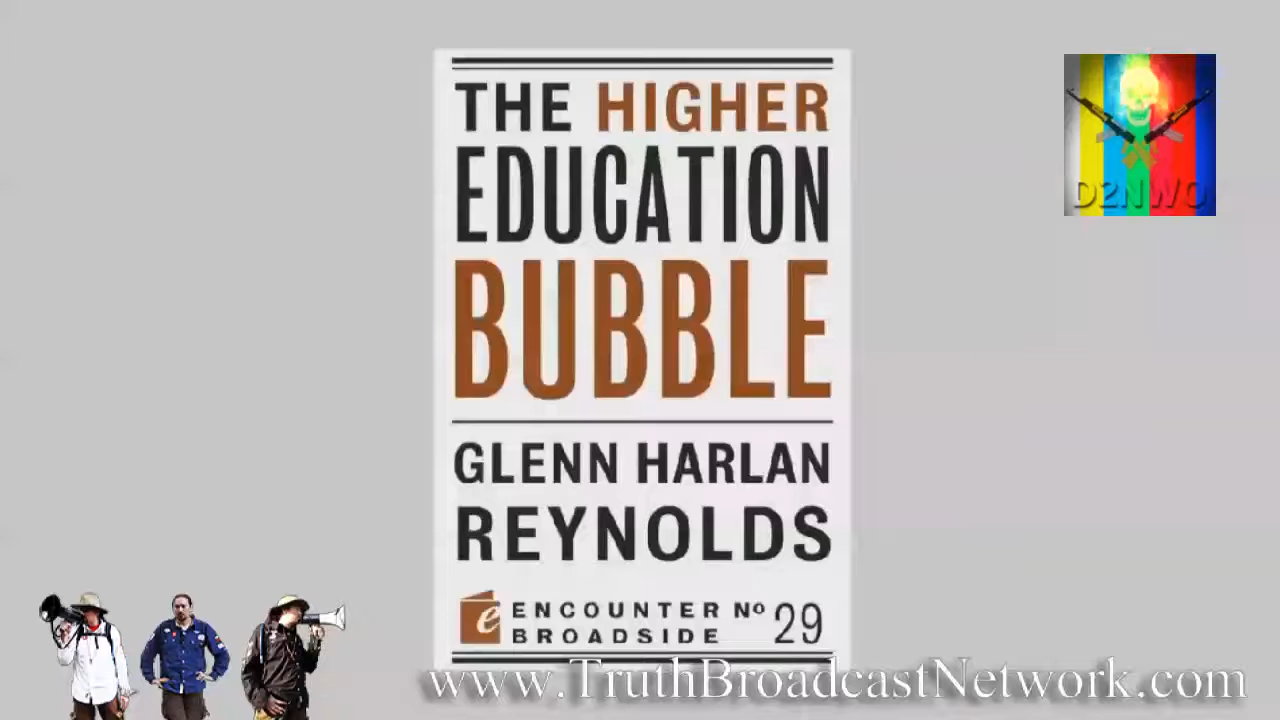 THE HIGHER
EDUCATION
BUBBLE
GLENN HARLAN
REYNOLDS
e ENCOUNTER Nº 29
BROADSIDE
D2NWO
www.TruthBroadcastNetwork.com